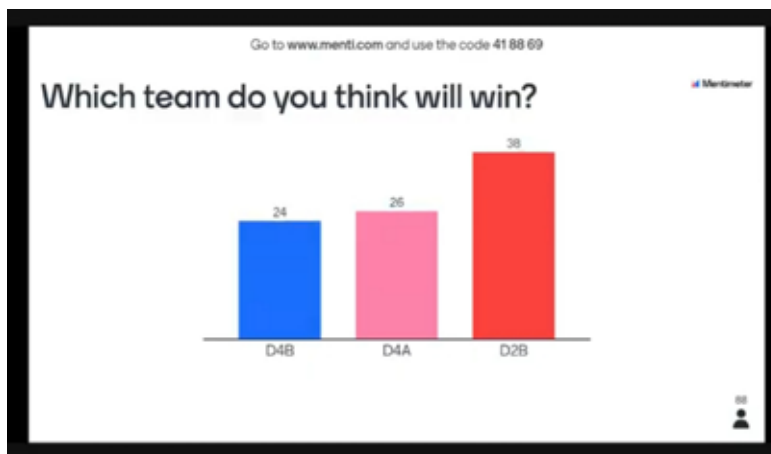 Go to www.menti.com and use the code 41 88 69
Which team do you think will win?
Mentimeter
38
26
24
D4B D4A D2B
88